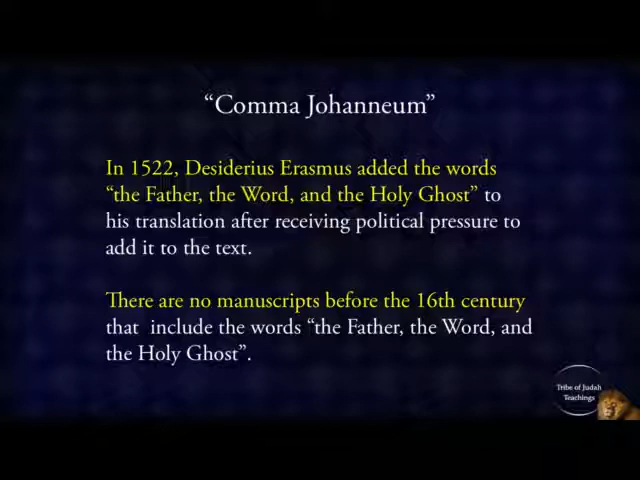 “Comma Johanneum”
In 1522, Desiderius Erasmus added the words
“the Father, the Word, and the Holy Ghost” to
his translation after receiving political pressure to
add it to the text.
There are no manuscripts before the 16th century
that include the words “the Father, the Word, and
the Holy Ghost”.
Tribe of Judah
Teachings